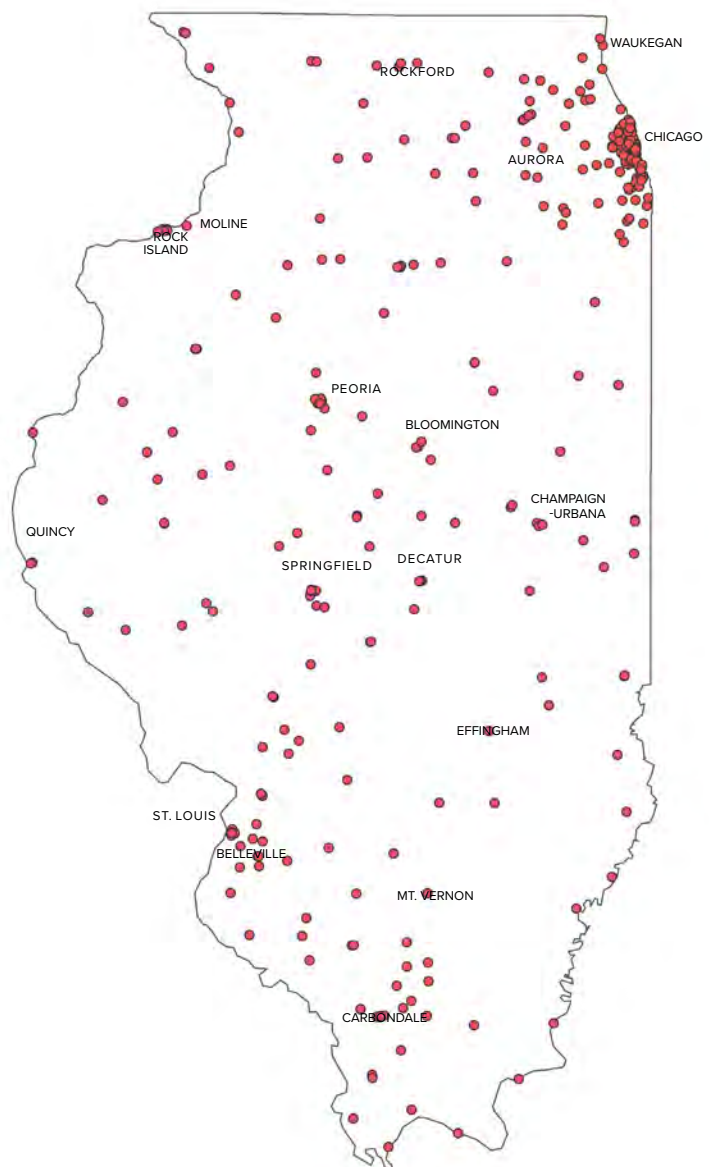 WAUKEGAN
ROCKFORD
CHICAGO
AURORA
MOLINE
ROCK
ISLAND
PEORIA
BLOOMINGTON
CHAMPAIGN
-URBANA
QUINCY
DECATUR
SPRINGFIELD
EFFINGHAM
ST. LOUIS
BELLEVILLE
MT. VERNON
CARBONDALE